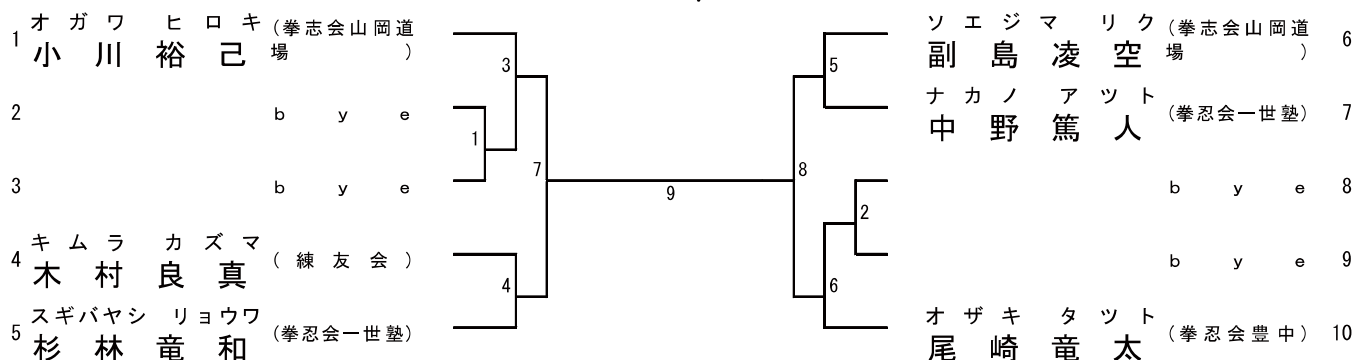 オガワ ヒロキ
1 小川裕己 (拳志会山岡道場)
2 bye
3 bye
キムラ カズマ
4 木村良真 (練友会)
スギバヤシ リョウワ
5 杉林竜和 (拳忍会一世塾)
3
1
7
4
9
5
8
2
6
ソエジマ リク
副島凌空 (拳志会山岡道場) 6
ナカノ アツト
中野篤人 (拳忍会一世塾) 7
bye 8
bye 9
オザキ タツト
尾崎竜太 (拳忍会豊中) 10